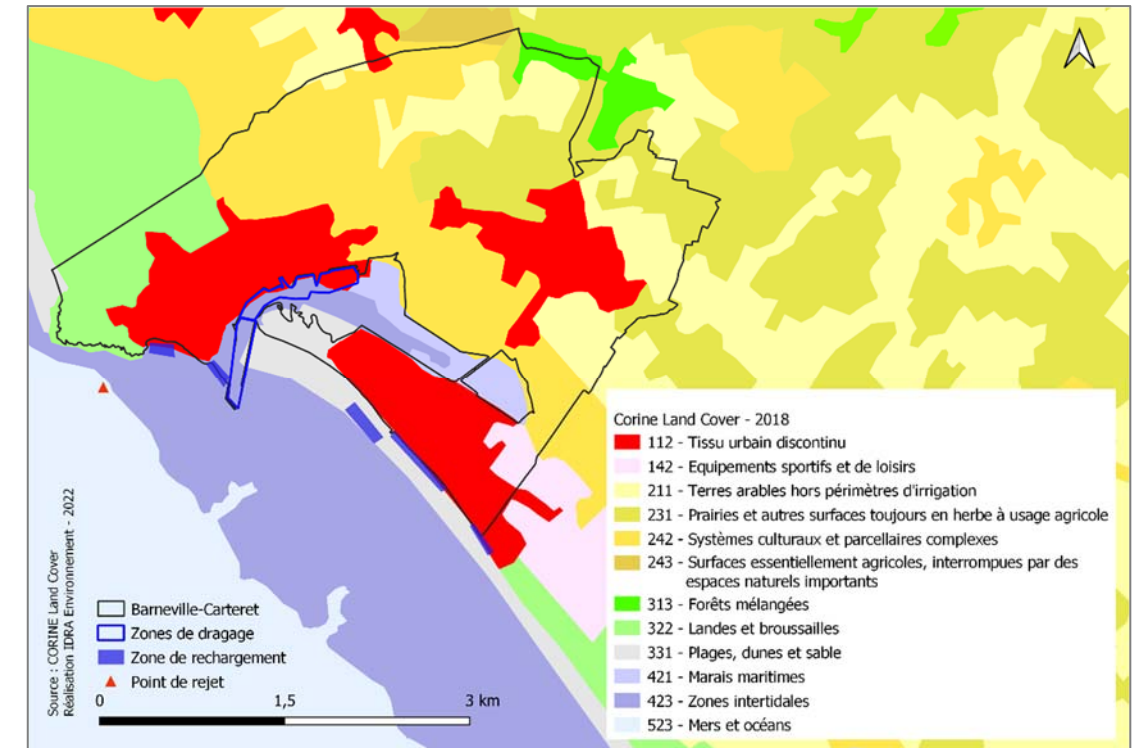 Corine Land Cover - 2018
112 - Tissu urbain discontinu
142 - Equipements sportifs et de loisirs
211 - Terres arables hors périmètres d'irrigation
231 - Prairies et autres surfaces toujours en herbe à usage agricole
242 - Systèmes culturaux et parcellaires complexes
243 - Surfaces essentiellement agricoles, interrompues par des
espaces naturels importants
313 - Forêts mélangées
322 - Landes et broussailles
331 - Plages, dunes et sable
421 - Marais maritimes
423 - Zones intertidales
523 - Mers et océans
Source : CORINE Land Cover
Réalisation IDRA Environnement - 2022
Barneville-Carteret
Zones de dragage
Zone de rechargement
Point de rejet
0 1,5 3 km